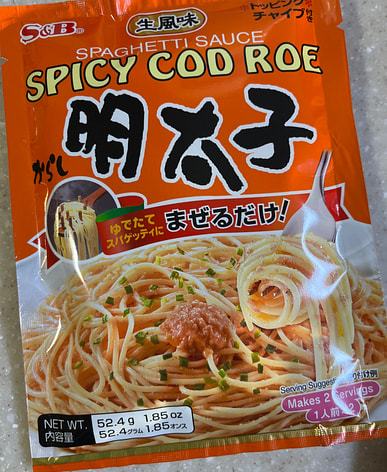 S&B
生風味
トッピング
チャイブ付き
SPAGHETTI SAUCE
SPICY COD ROE
からし
明太子
ゆでたて
スパゲッティに
まぜるだけ!
Serving Suggestion
Makes 2 Servings
1人前×2
NET WT.
内容量
52.4g 1.85oz
52.4グラム 1.85オンス